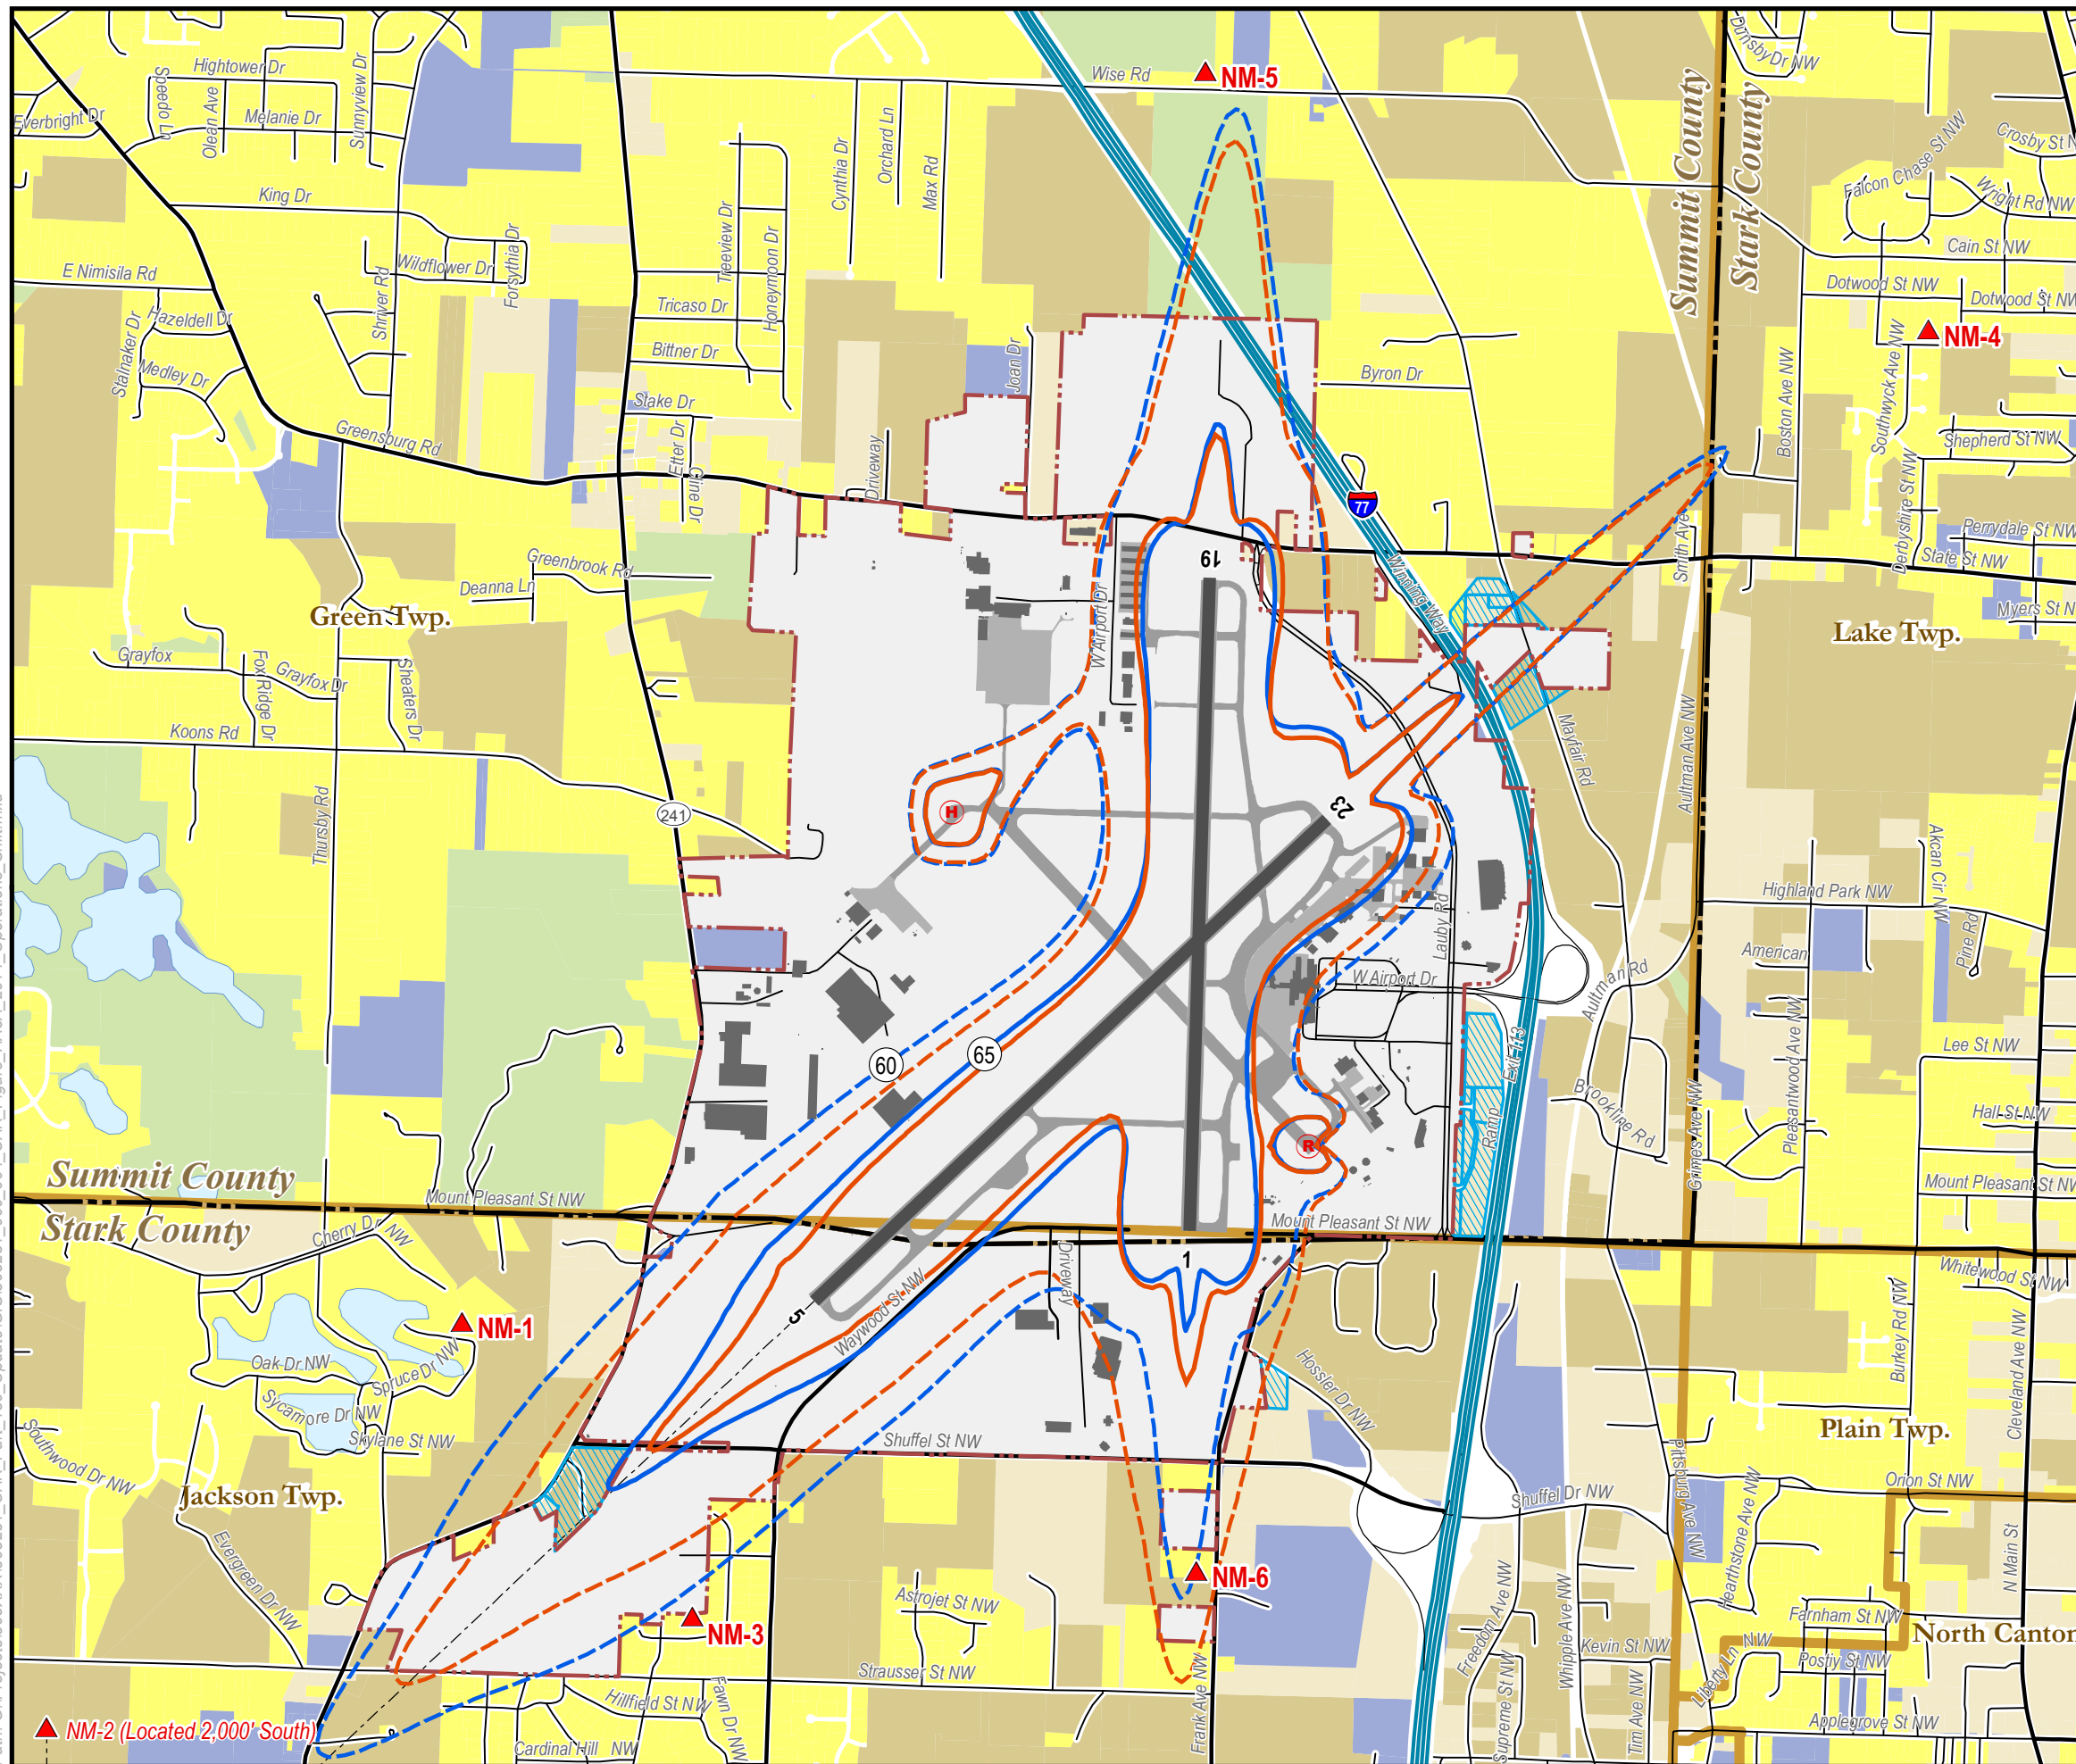 Dunsby Dr NW
Wise Rd
NM-5
Hightower Dr
Speedo Ln
Olean Ave
Sunnyview Dr
Everbright Dr
Melanie Dr
Cynthia Dr
Orchard Ln
Max Rd
Summit County
Stark County
Crosby St N
Falcon Chase St NW
Wright Rd NW
King Dr
Treeview Dr
Honeymoon Dr
Forsythia Dr
Wildflower Dr
Cain St NW
E Nimisila Rd
Shriver Rd
Dotwood St NW
Dotwood St NW
Hazeldell Dr
Stalnaker Dr
Tricaso Dr
NM-4
Southwyck Ave NW
Bittner Dr
Joan Dr
Medley Dr
Byron Dr
Boston Ave NW
Stake Dr
Greensburg Rd
Etter Dr
Cline Dr
Driveway
Shepherd St NW
Derbyshire St NW
77
Perrydale St NW
State St NW
Smith Ave
19
Winning Way
Greenbrook Rd
Deanna Ln
Green Twp.
W Airport Dr
Myers St N
Lake Twp.
Grayfox
Fox Ridge Dr
Grayfox Dr
Sheaters Dr
Koons Rd
Mayfair Rd
Aultman Ave NW
Thursby Rd
241
H
23
Akcan Cir NW
Highland Park NW
Lauby Rd
American
Pine Rd
W Airport Dr
Aultman Rd
Pleasantwood Ave NW
60
65
Exit 113
Ramp
Lee St NW
Brookline Rd
Hall St NW
R
Grimes Ave NW
Summit County
Stark County
Mount Pleasant St NW
Mount Pleasant St NW
Mount Pleasant St NW
Cherry Dr NW
Driveway
1
Whitewood St NW
Waywood St NW
5
NM-1
Burkey Rd NW
Cleveland Ave NW
Oak Dr NW
Spruce Dr NW
Sycamore Dr NW
Hossler Dr NW
Southwood Dr NW
Skylane St NW
Shuffel St NW
Plain Twp.
Pittsburg Ave NW
Orion St NW
Jackson Twp.
Shuffel Dr NW
Hearthstone Ave NW
N Main St
Evergreen Dr NW
NM-6
Astrojet St NW
NM-3
Freedom Ave NW
Whipple Ave NW
Farnham St NW
North Canton
Kevin St NW
Liberty Ln NW
Postiy St NW
Strausser St NW
Frank Ave NW
Supreme St NW
Tim Ave NW
Hillfield St NW
Fawn Dr NW
NM-2 (Located 2,000' South)
Cardinal Hill NW
Applegrove St NW